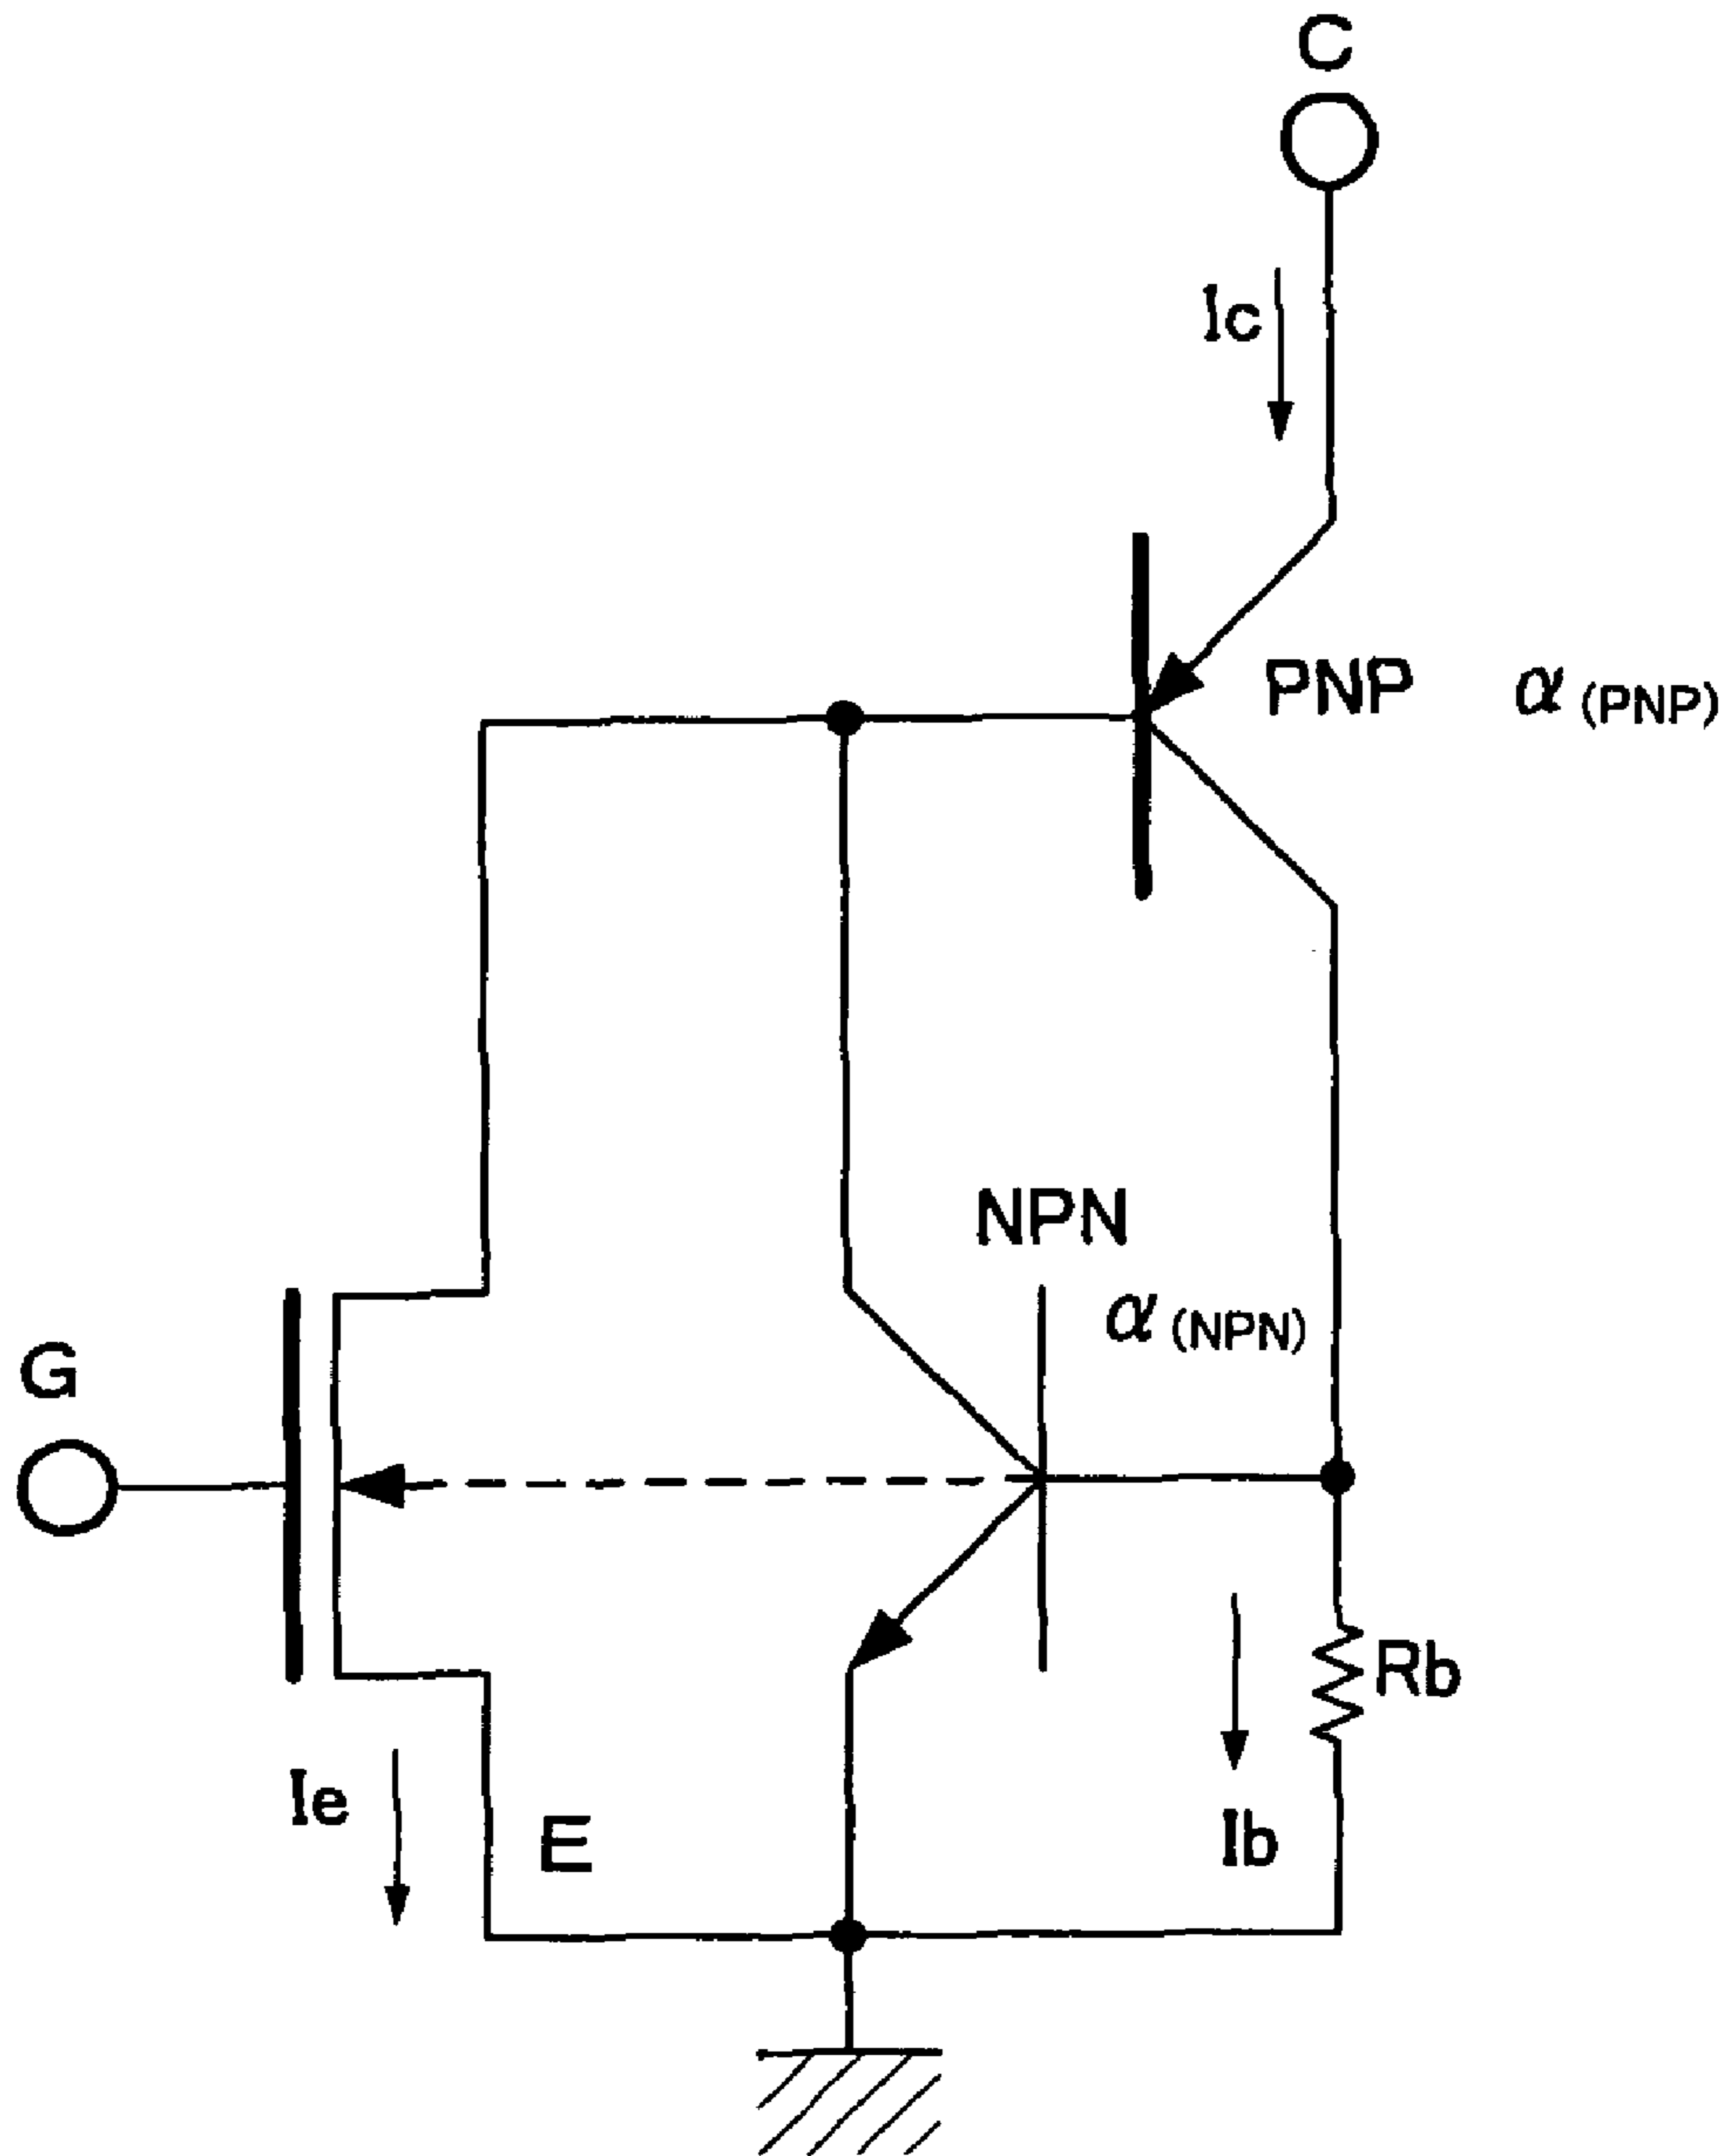 C
Ic
PNP α(PNP)
NPN
α(NPN)
G
Rb
Ie
E
Ib